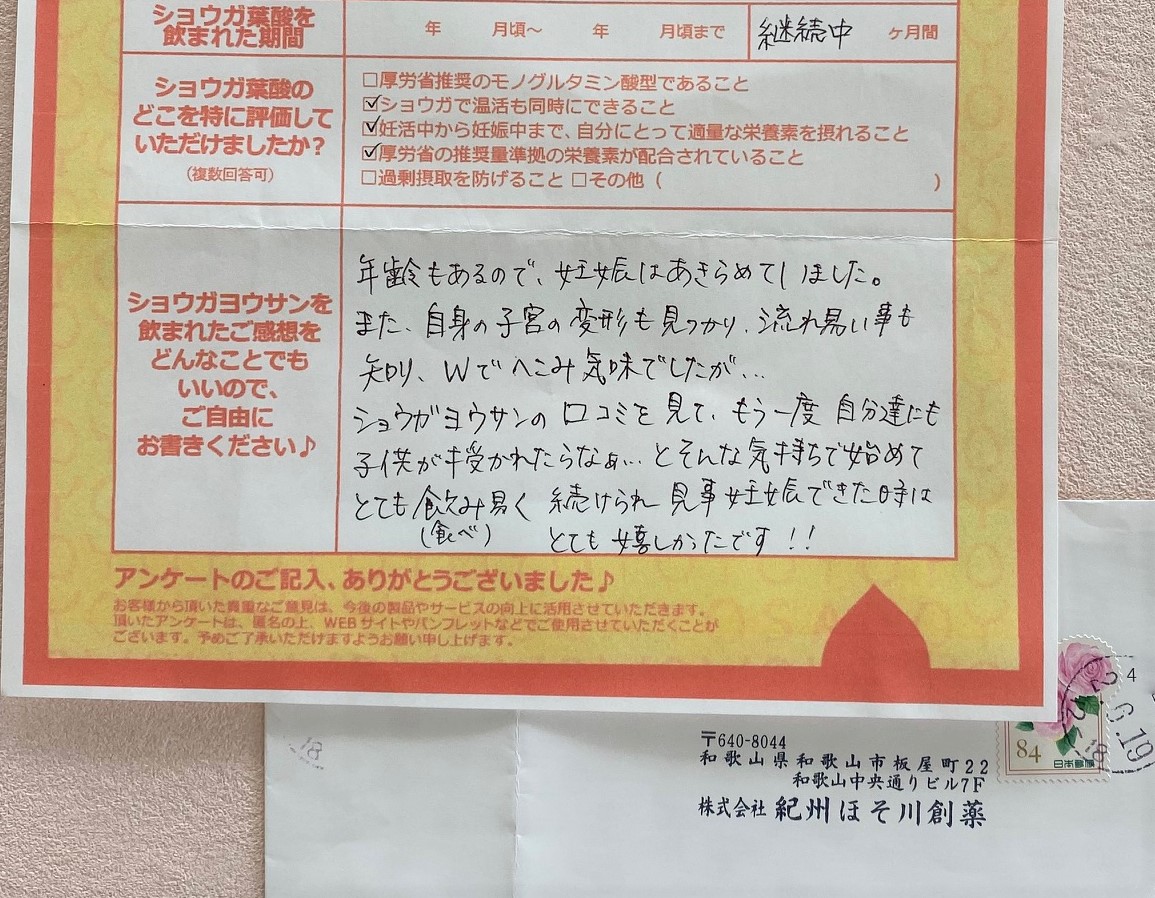 ショウガ葉酸を
飲まれた期間
年 月頃～ 年 月頃まで 継続中 ヶ月間
ショウガ葉酸の
どこを特に評価して
いただけましたか?
(複数回答可)
□厚労省推奨のモノグルタミン酸型であること
☑ショウガで温活も同時にできること
☑妊活中から妊娠中まで、自分にとって適量な栄養素を摂れること
☑厚労省の推奨量準拠の栄養素が配合されていること
□過剰摂取を防げること □その他 ( )
ショウガヨウサンを
飲まれたご感想を
どんなことでも
いいので、
ご自由に
お書きください♪
年齢もあるので、妊娠はあきらめてしました。
また、自身の子宮の変形も見つかり、流れ易い事も
知り、Wでへこみ気味でしたが…
ショウガヨウサンの口コミを見て、もう一度自分達にも
子供が授かれたらなぁ…とそんな気持ちで始めて
とても飲み易く 続けられ見事妊娠できた時は
(食べ) とても嬉しかったです!!
アンケートのご記入、ありがとうございました♪
お客様から頂いた貴重なご意見は、今後の製品やサービスの向上に活用させていただきます。
頂いたアンケートは、匿名の上、WEBサイトやパンフレットなどでご使用させていただくことが
ございます。予めご了承いただけますようお願い申し上げます。
〒640-8044
和歌山県和歌山市板屋町22
和歌山中央通りビル7F
株式会社 紀州ほそ川創薬
84
日本郵便
18